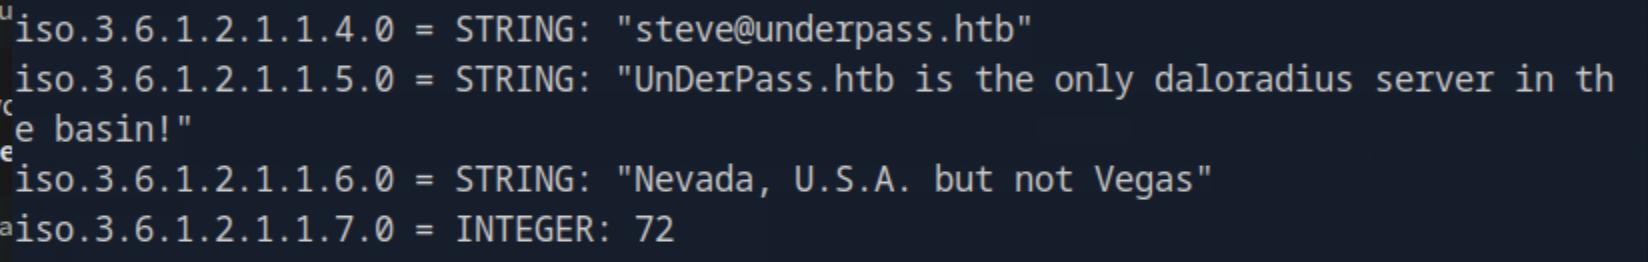 iso.3.6.1.2.1.1.4.0 = STRING: "steve@underpass.htb"
iso.3.6.1.2.1.1.5.0 = STRING: "UnDerPass.htb is the only daloradius server in th
e basin!"
iso.3.6.1.2.1.1.6.0 = STRING: "Nevada, U.S.A. but not Vegas"
iso.3.6.1.2.1.1.7.0 = INTEGER: 72